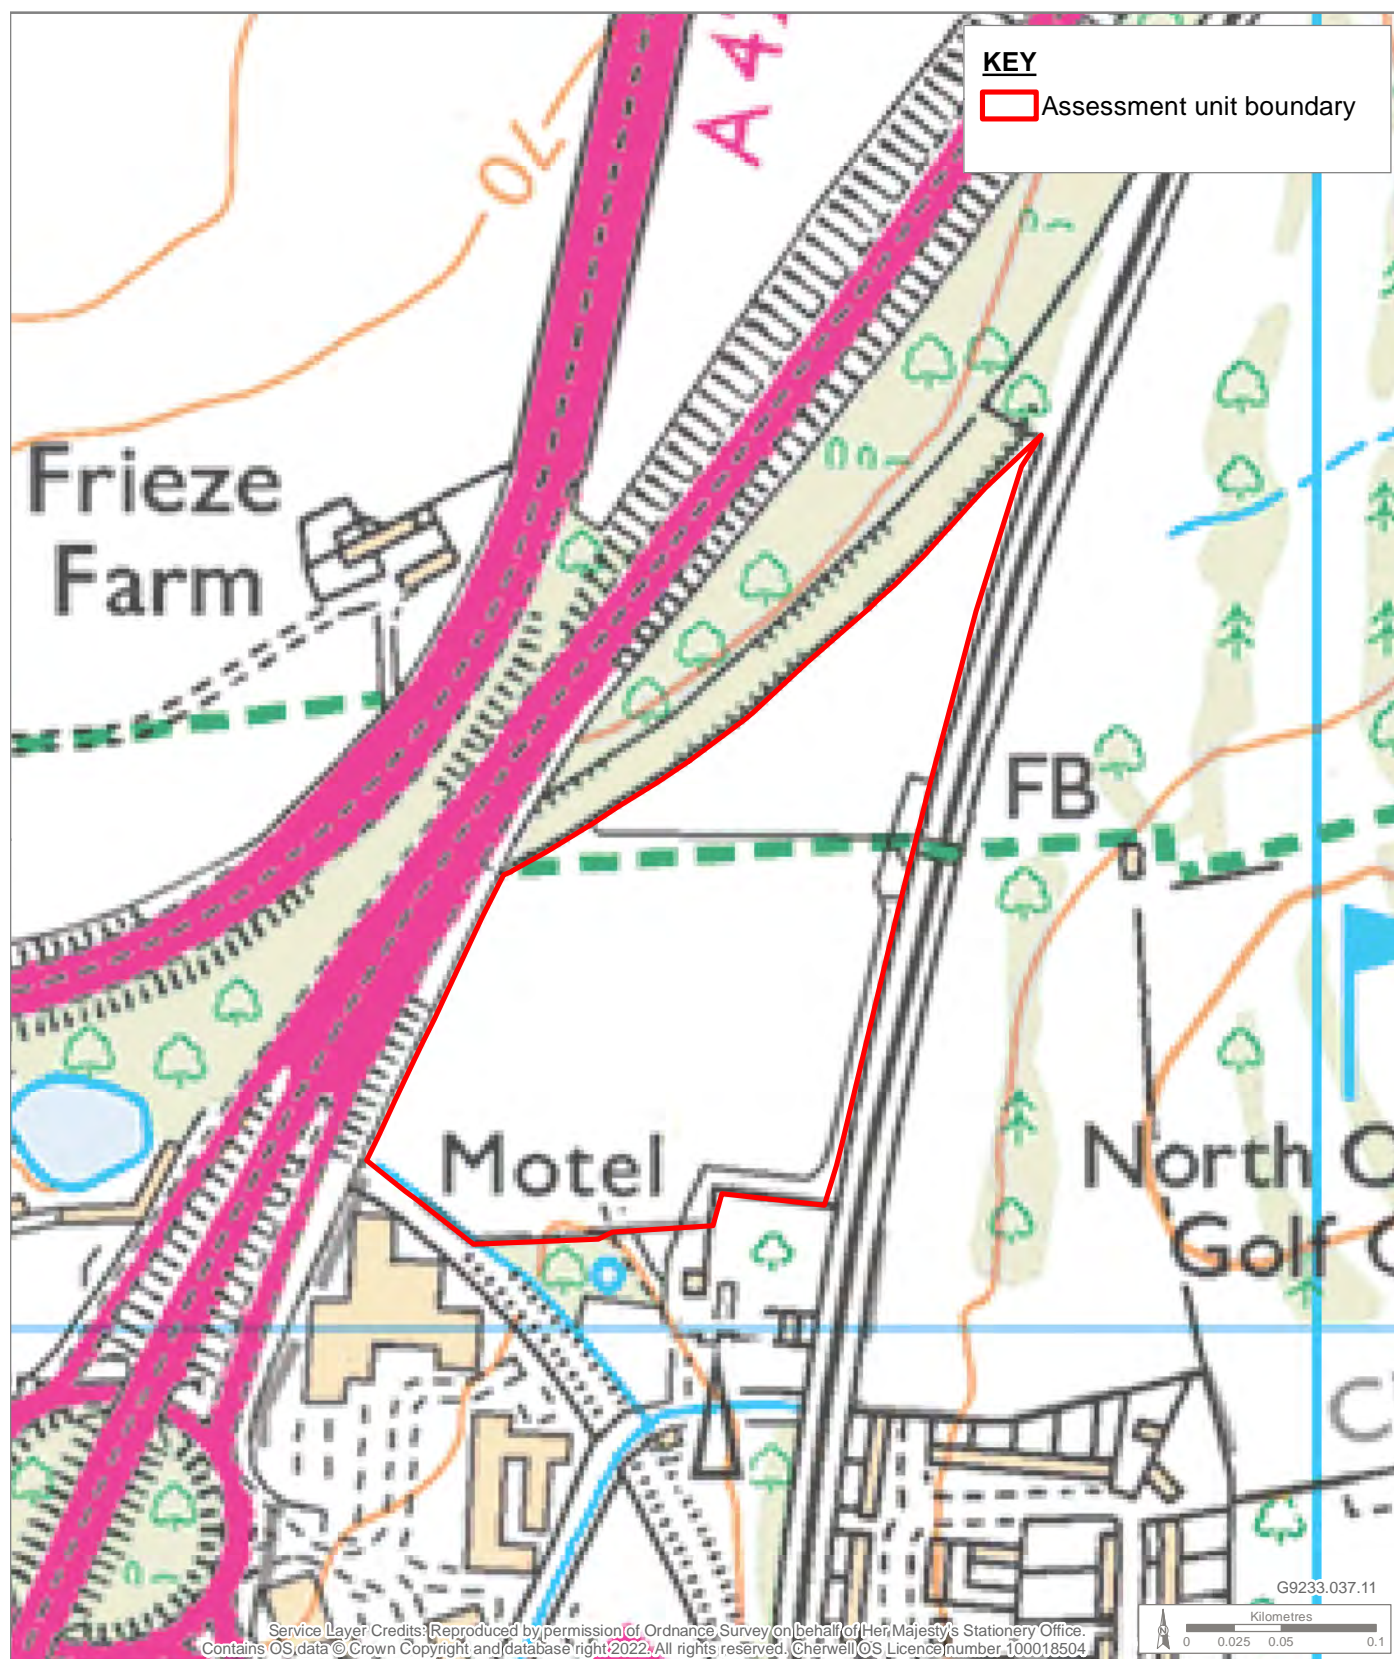 A 4
KEY
Assessment unit boundary
70
Frieze
Farm
FB
Motel
North O
Golf C
C
G9233.037.11
Kilometres
N
0 0.025 0.05 0.1
Service Layer Credits: Reproduced by permission of Ordnance Survey on behalf of Her Majesty's Stationery Office.
Contains OS data © Crown Copyright and database right 2022. All rights reserved. Cherwell OS Licence number 100018504